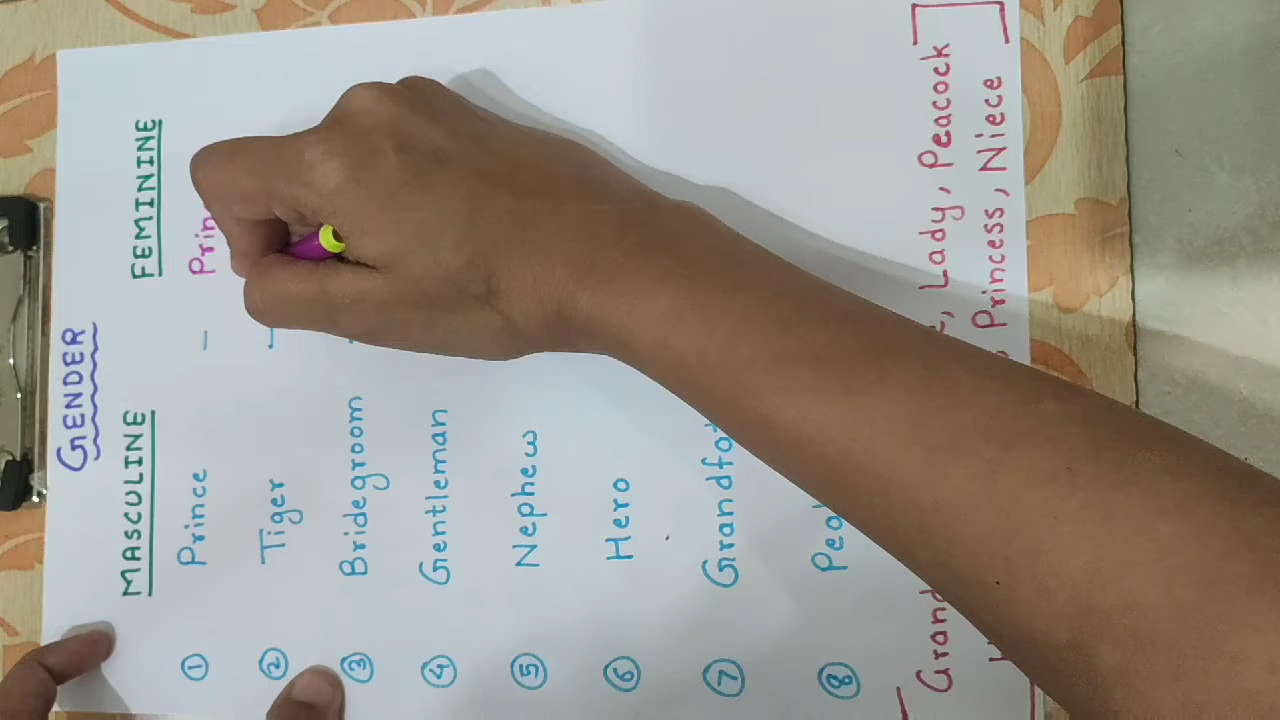 GENDER
MASCULINE FEMININE
① Prince - Prin
② Tiger -
③ Bridegroom -
④ Gentleman
⑤ Nephew
⑥ Hero
⑦ Grandfat
⑧ Pea
[ Grand , Lady, Peacock ]
Princess, Niece